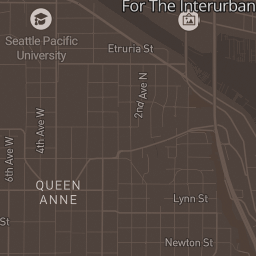 For The Interurban
Seattle Pacific
University
Etruria St
2nd Ave N
4th Ave W
6th Ave W
QUEEN
ANNE
Lynn St
St
Newton St